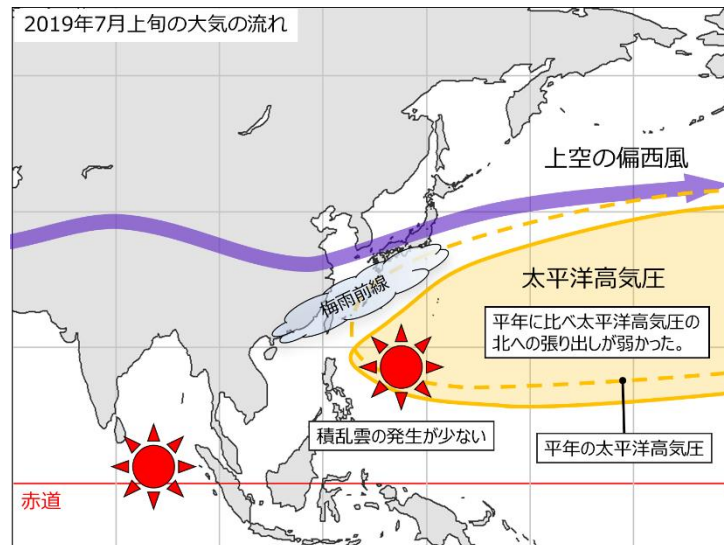 2019年7月上旬の大気の流れ
上空の偏西風
太平洋高気圧
梅雨前線
平年に比べ太平洋高気圧の
北への張り出しが弱かった。
積乱雲の発生が少ない
平年の太平洋高気圧
赤道